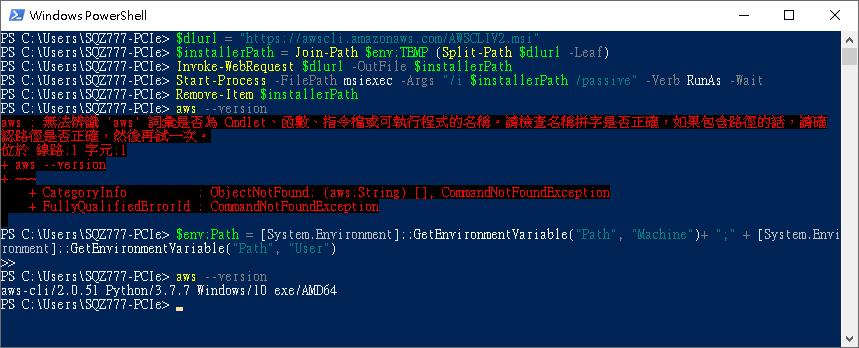 Windows PowerShell
PS C:\Users\SQZ777-PCIe> $dlurl = "https://awscli.amazonaws.com/AWSCLIV2.msi"
PS C:\Users\SQZ777-PCIe> $installerPath = Join-Path $env:TEMP (Split-Path $dlurl -Leaf)
PS C:\Users\SQZ777-PCIe> Invoke-WebRequest $dlurl -OutFile $installerPath
PS C:\Users\SQZ777-PCIe> Start-Process -FilePath msiexec -Args "/i $installerPath /passive" -Verb RunAs -Wait
PS C:\Users\SQZ777-PCIe> Remove-Item $installerPath
PS C:\Users\SQZ777-PCIe> aws --version
aws : 無法辨識 'aws' 詞彙是否為 Cmdlet、函數、指令檔或可執行程式的名稱。請檢查名稱拼字是否正確，如果包含路徑的話，請確
認路徑是否正確，然後再試一次。
位於 線路:1 字元:1
+ aws --version
+ ~~~
+ CategoryInfo : ObjectNotFound: (aws:String) [], CommandNotFoundException
+ FullyQualifiedErrorId : CommandNotFoundException
PS C:\Users\SQZ777-PCIe> $env:Path = [System.Environment]::GetEnvironmentVariable("Path", "Machine")+ ";" + [System.Envi
ronment]::GetEnvironmentVariable("Path", "User")
>>
PS C:\Users\SQZ777-PCIe> aws --version
aws-cli/2.0.51 Python/3.7.7 Windows/10 exe/AMD64
PS C:\Users\SQZ777-PCIe>